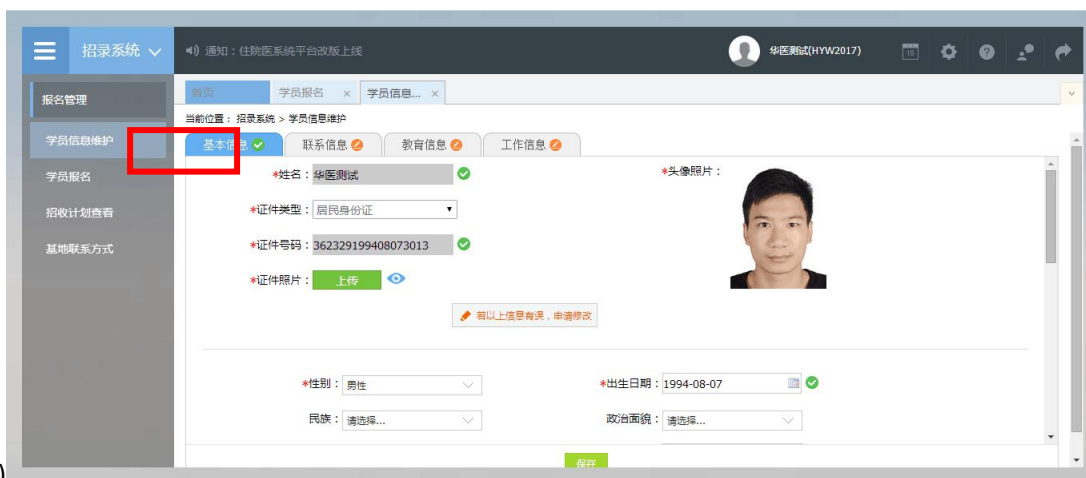 招录系统
通知：住院医系统平台改版上线
华医测试(HYW2017)
15
报名管理
学员信息维护
学员报名
招收计划查看
基地联系方式
首页 学员报名 × 学员信息... ×
当前位置： 招录系统 > 学员信息维护
基本信息 联系信息 教育信息 工作信息
*姓名：华医测试
*头像照片：
*证件类型：居民身份证
*证件号码：362329199408073013
*证件照片：上传
若以上信息有误，申请修改
*性别：男性 *出生日期：1994-08-07
民族：请选择... 政治面貌：请选择...
保存
)